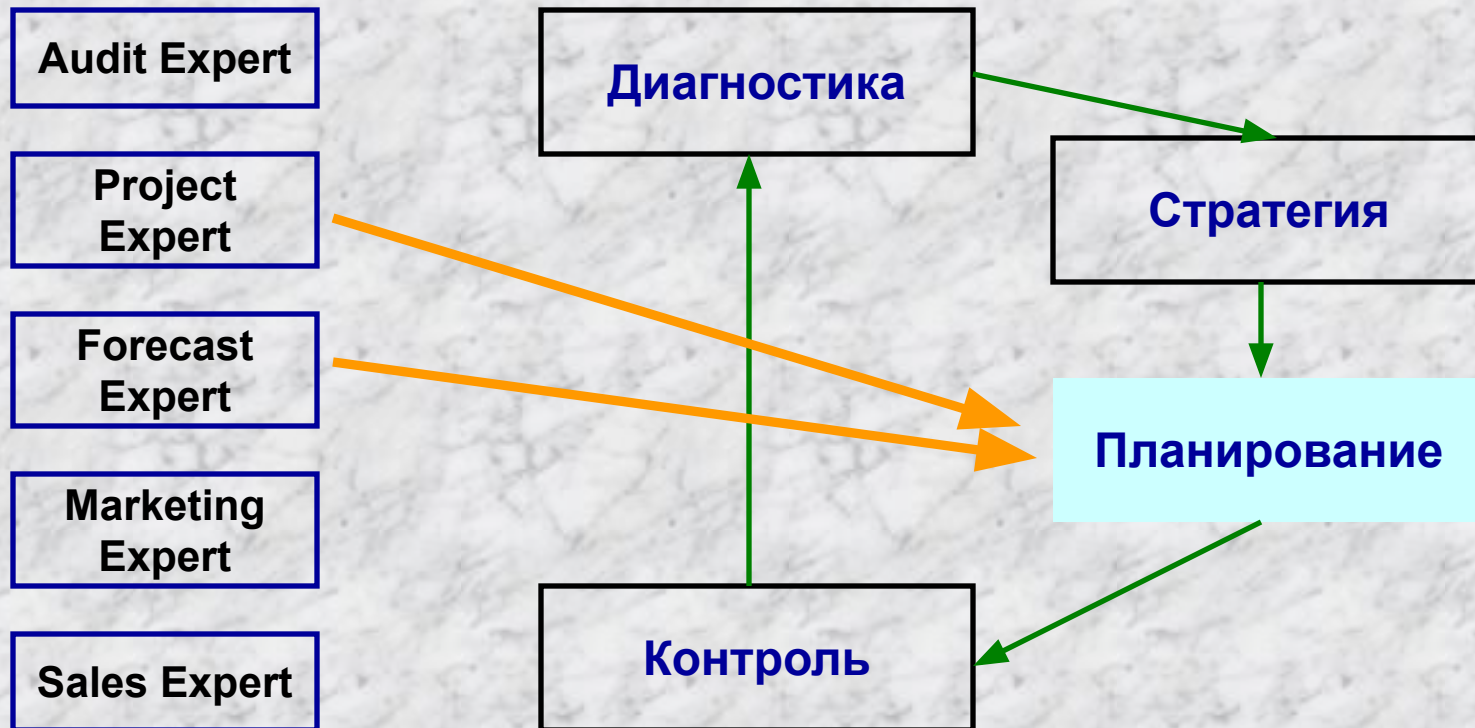 Audit Expert
Project
Expert
Forecast
Expert
Marketing
Expert
Sales Expert
Диагностика
Стратегия
Планирование
Контроль